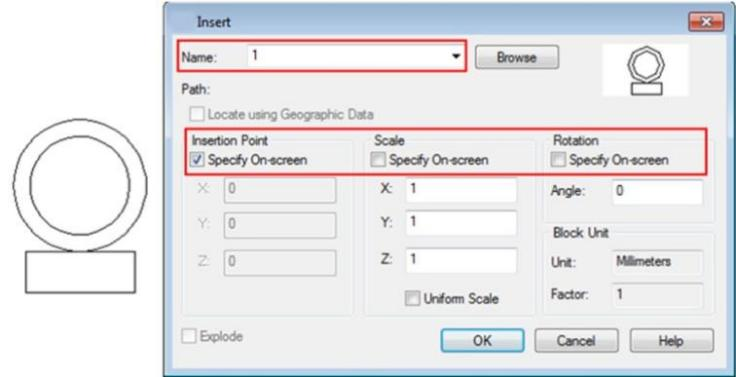 Insert
Name: 1 Browse
Path:
Locate using Geographic Data
Insertion Point Scale Rotation
Specify On-screen Specify On-screen Specify On-screen
X: 0 X: 1 Angle: 0
Y: 0 Y: 1
Block Unit
Z: 0 Z: 1 Unit: Millimeters
Uniform Scale Factor: 1
Explode OK Cancel Help